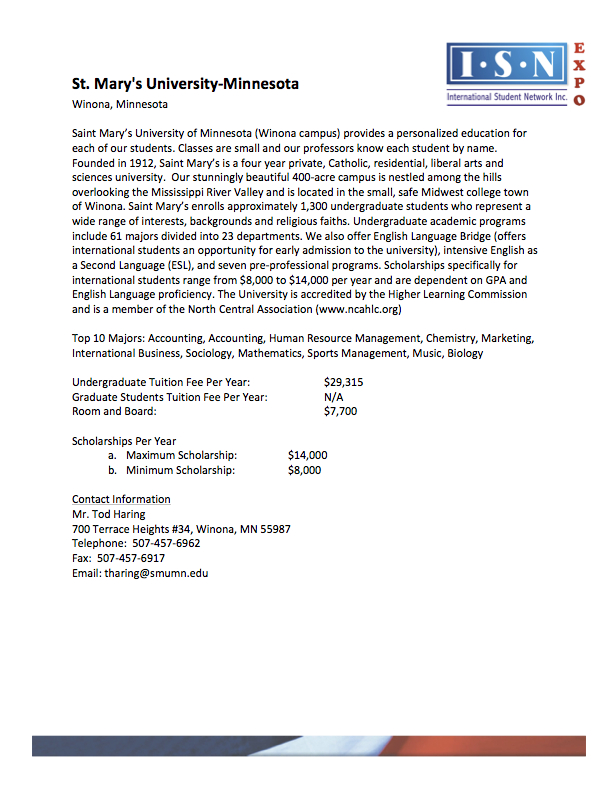 I·S·N
EXPO
International Student Network Inc.
St. Mary's University-Minnesota
Winona, Minnesota
Saint Mary's University of Minnesota (Winona campus) provides a personalized education for
each of our students. Classes are small and our professors know each student by name.
Founded in 1912, Saint Mary's is a four year private, Catholic, residential, liberal arts and
sciences university.  Our stunningly beautiful 400-acre campus is nestled among the hills
overlooking the Mississippi River Valley and is located in the small, safe Midwest college town
of Winona. Saint Mary's enrolls approximately 1,300 undergraduate students who represent a
wide range of interests, backgrounds and religious faiths. Undergraduate academic programs
include 61 majors divided into 23 departments. We also offer English Language Bridge (offers
international students an opportunity for early admission to the university), intensive English as
a Second Language (ESL), and seven pre-professional programs. Scholarships specifically for
international students range from $8,000 to $14,000 per year and are dependent on GPA and
English Language proficiency. The University is accredited by the Higher Learning Commission
and is a member of the North Central Association (www.ncahlc.org)
Top 10 Majors: Accounting, Accounting, Human Resource Management, Chemistry, Marketing,
International Business, Sociology, Mathematics, Sports Management, Music, Biology
Undergraduate Tuition Fee Per Year: $29,315
Graduate Students Tuition Fee Per Year: N/A
Room and Board: $7,700
Scholarships Per Year
a. Maximum Scholarship: $14,000
b. Minimum Scholarship: $8,000
Contact Information
Mr. Tod Haring
700 Terrace Heights #34, Winona, MN 55987
Telephone:  507-457-6962
Fax:  507-457-6917
Email: tharing@smumn.edu